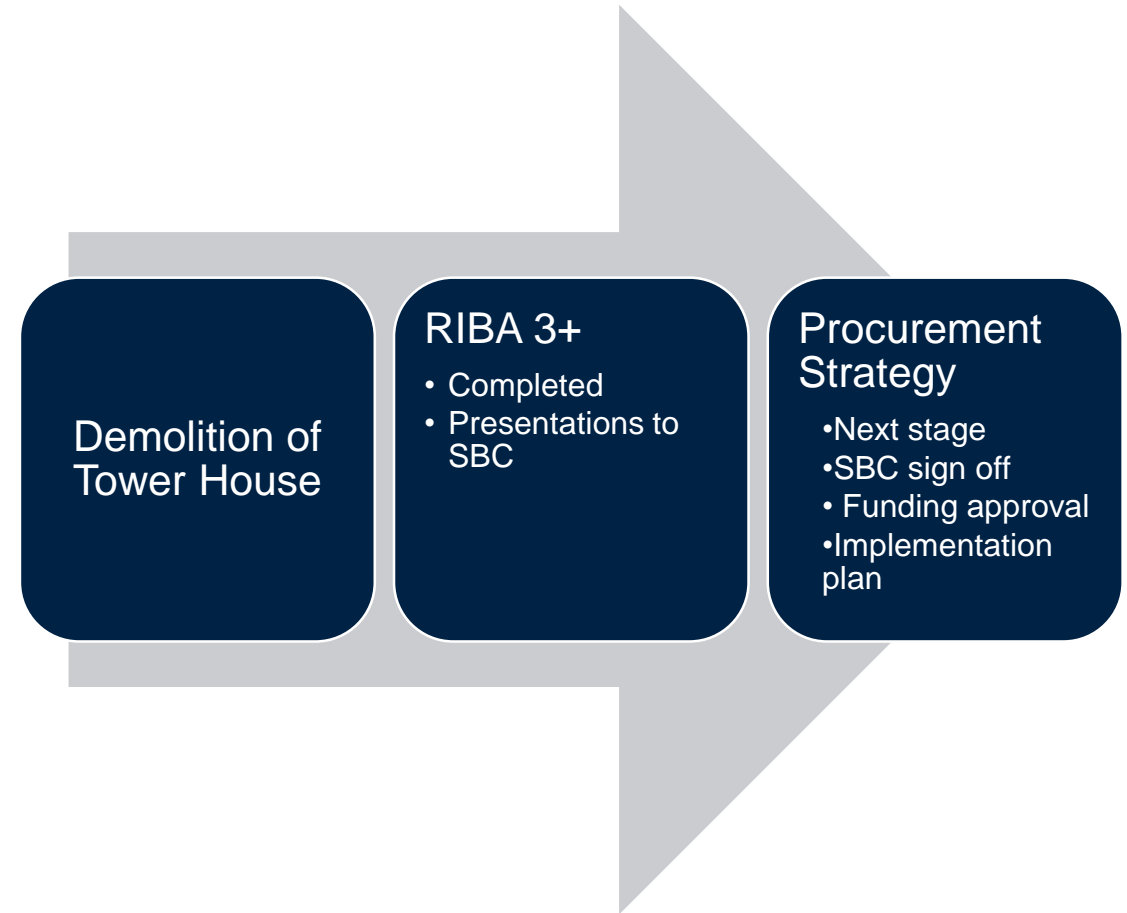 Demolition of
Tower House
RIBA 3+
• Completed
• Presentations to
SBC
Procurement
Strategy
•Next stage
•SBC sign off
• Funding approval
•Implementation
plan